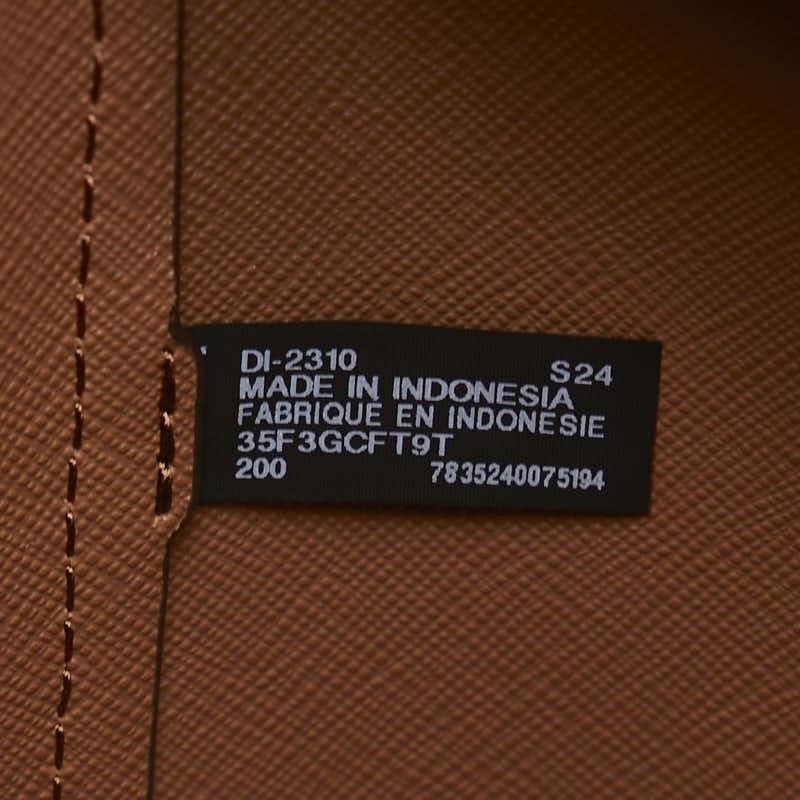 DI-2310 S24
MADE IN INDONESIA
FABRIQUE EN INDONESIE
35F3GCFT9T
200 7835240075194